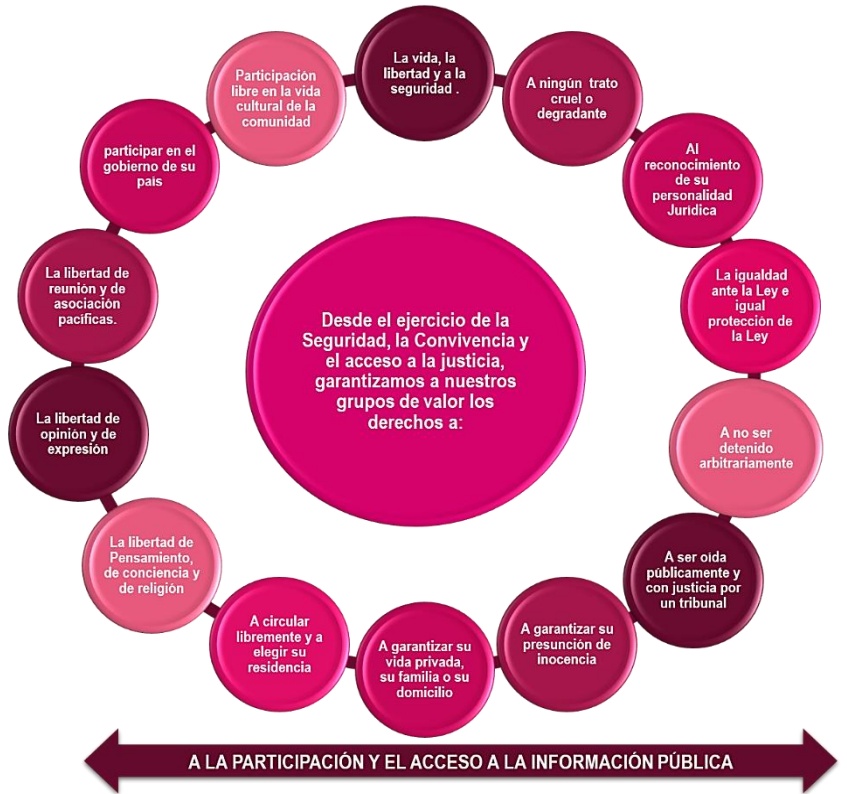 La vida, la
libertad y a la
seguridad .
A ningún trato
cruel o
degradante
Al
reconocimiento
de su
personalidad
Jurídica
La igualdad
ante la Ley e
igual
protección de
la Ley
A no ser
detenido
arbitrariamente
A ser oída
públicamente y
con justicia por
un tribunal
A garantizar su
presunción de
inocencia
A garantizar su
vida privada,
su familia o su
domicilio
A circular
libremente y a
elegir su
residencia
La libertad de
Pensamiento,
de conciencia y
de religión
La libertad de
opinión y de
expresión
La libertad de
reunión y de
asociación
pacíficas.
participar en el
gobierno de su
país
Participación
libre en la vida
cultural de la
comunidad
Desde el ejercicio de la
Seguridad, la Convivencia y
el acceso a la justicia,
garantizamos a nuestros
grupos de valor los
derechos a:
A LA PARTICIPACIÓN Y EL ACCESO A LA INFORMACIÓN PÚBLICA